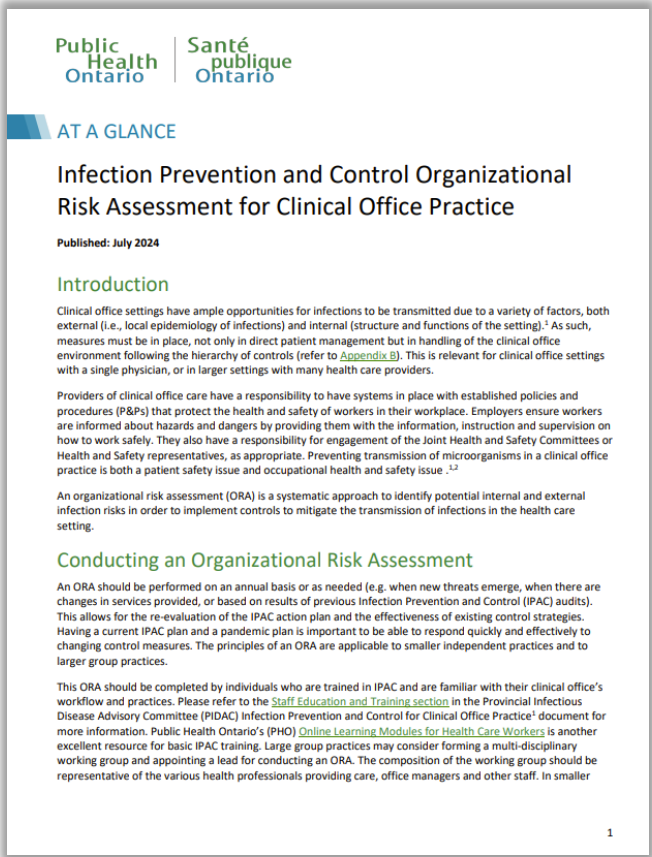 Public Health Ontario
Santé publique Ontario
AT A GLANCE
Infection Prevention and Control Organizational
Risk Assessment for Clinical Office Practice
Published: July 2024
Introduction
Clinical office settings have ample opportunities for infections to be transmitted due to a variety of factors, both
external (i.e., local epidemiology of infections) and internal (structure and functions of the setting).¹ As such,
measures must be in place, not only in direct patient management but in handling of the clinical office
environment following the hierarchy of controls (refer to Appendix B). This is relevant for clinical office settings
with a single physician, or in larger settings with many health care providers.
Providers of clinical office care have a responsibility to have systems in place with established policies and
procedures (P&Ps) that protect the health and safety of workers in their workplace. Employers ensure workers
are informed about hazards and dangers by providing them with the information, instruction and supervision on
how to work safely. They also have a responsibility for engagement of the Joint Health and Safety Committees or
Health and Safety representatives, as appropriate. Preventing transmission of microorganisms in a clinical office
practice is both a patient safety issue and occupational health and safety issue .¹,²
An organizational risk assessment (ORA) is a systematic approach to identify potential internal and external
infection risks in order to implement controls to mitigate the transmission of infections in the health care
setting.
Conducting an Organizational Risk Assessment
An ORA should be performed on an annual basis or as needed (e.g. when new threats emerge, when there are
changes in services provided, or based on results of previous Infection Prevention and Control (IPAC) audits).
This allows for the re-evaluation of the IPAC action plan and the effectiveness of existing control strategies.
Having a current IPAC plan and a pandemic plan is important to be able to respond quickly and effectively to
changing control measures. The principles of an ORA are applicable to smaller independent practices and to
larger group practices.
This ORA should be completed by individuals who are trained in IPAC and are familiar with their clinical office's
workflow and practices. Please refer to the Staff Education and Training section in the Provincial Infectious
Disease Advisory Committee (PIDAC) Infection Prevention and Control for Clinical Office Practice¹ document for
more information. Public Health Ontario's (PHO) Online Learning Modules for Health Care Workers is another
excellent resource for basic IPAC training. Large group practices may consider forming a multi-disciplinary
working group and appointing a lead for conducting an ORA. The composition of the working group should be
representative of the various health professionals providing care, office managers and other staff. In smaller
1